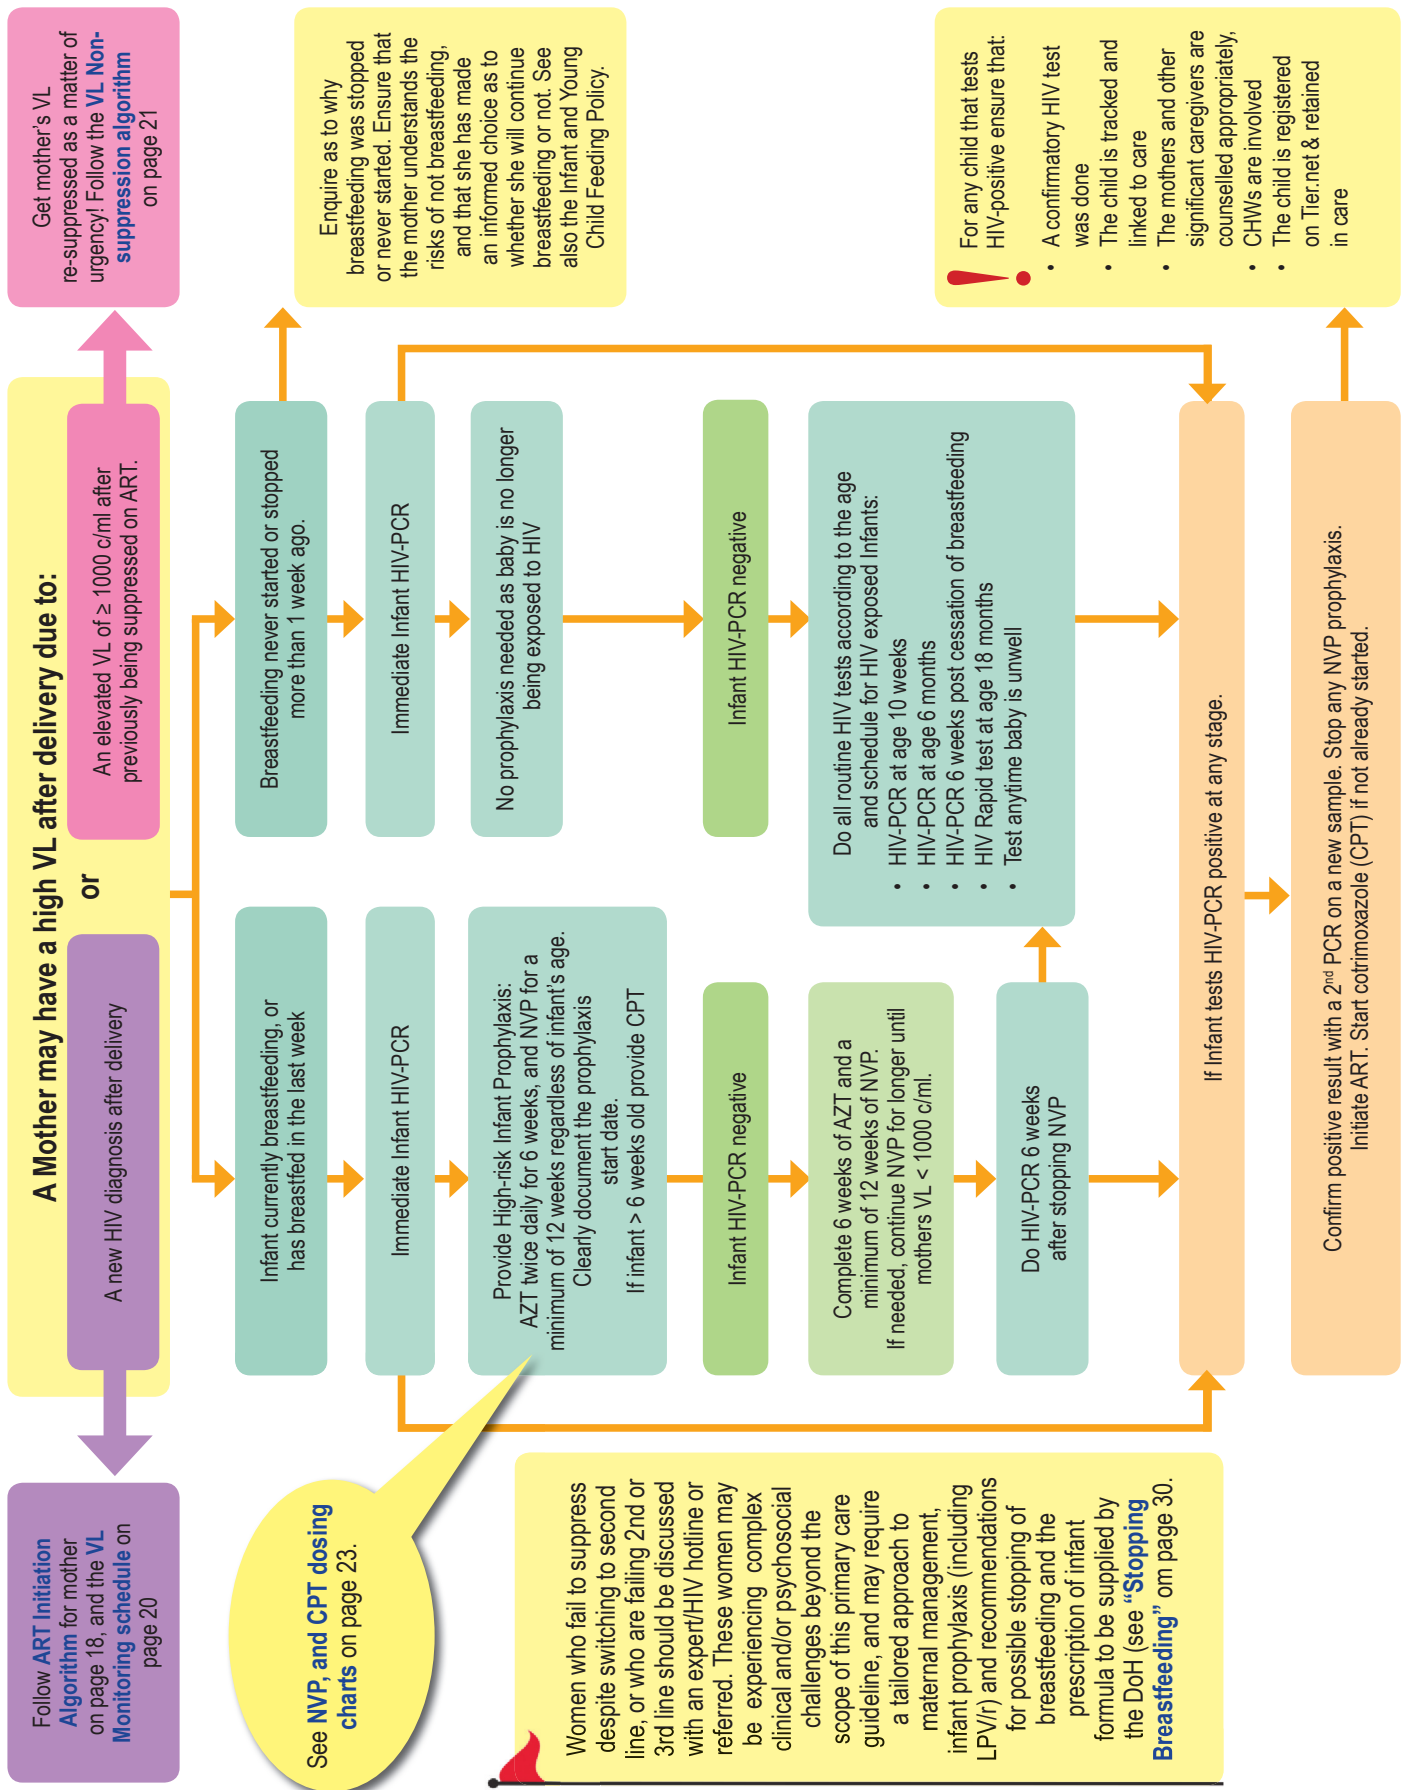 A Mother may have a high VL after delivery due to:
A new HIV diagnosis after delivery
or
An elevated VL of ≥ 1000 c/ml after
previously being suppressed on ART.
Follow ART Initiation
Algorithm for mother
on page 18, and the VL
Monitoring schedule on
page 20
Get mother's VL
re-suppressed as a matter of
urgency! Follow the VL Non-
suppression algorithm
on page 21
Infant currently breastfeeding, or
has breastfed in the last week
Immediate Infant HIV-PCR
Provide High-risk Infant Prophylaxis:
AZT twice daily for 6 weeks, and NVP for a
minimum of 12 weeks regardless of infant's age.
Clearly document the prophylaxis
start date.
If infant > 6 weeks old provide CPT
See NVP, and CPT dosing
charts on page 23.
Infant HIV-PCR negative
Complete 6 weeks of AZT and a
minimum of 12 weeks of NVP.
If needed, continue NVP for longer until
mothers VL < 1000 c/ml.
Do HIV-PCR 6 weeks
after stopping NVP
Breastfeeding never started or stopped
more than 1 week ago.
Enquire as to why
breastfeeding was stopped
or never started. Ensure that
the mother understands the
risks of not breastfeeding,
and that she has made
an informed choice as to
whether she will continue
breastfeeding or not. See
also the Infant and Young
Child Feeding Policy.
Immediate Infant HIV-PCR
No prophylaxis needed as baby is no longer
being exposed to HIV
Infant HIV-PCR negative
Do all routine HIV tests according to the age
and schedule for HIV exposed Infants:
• HIV-PCR at age 10 weeks
• HIV-PCR at age 6 months
• HIV-PCR 6 weeks post cessation of breastfeeding
• HIV Rapid test at age 18 months
• Test anytime baby is unwell
If Infant tests HIV-PCR positive at any stage.
Confirm positive result with a 2nd PCR on a new sample. Stop any NVP prophylaxis.
Initiate ART. Start cotrimoxazole (CPT) if not already started.
Women who fail to suppress
despite switching to second
line, or who are failing 2nd or
3rd line should be discussed
with an expert/HIV hotline or
referred. These women may
be experiencing complex
clinical and/or psychosocial
challenges beyond the
scope of this primary care
guideline, and may require
a tailored approach to
maternal management,
infant prophylaxis (including
LPV/r) and recommendations
for possible stopping of
breastfeeding and the
prescription of infant
formula to be supplied by
the DoH (see "Stopping
Breastfeeding" om page 30.
For any child that tests
HIV-positive ensure that:
• A confirmatory HIV test
was done
• The child is tracked and
linked to care
• The mothers and other
significant caregivers are
counselled appropriately,
CHWs are involved
• The child is registered
on Tier.net & retained
in care